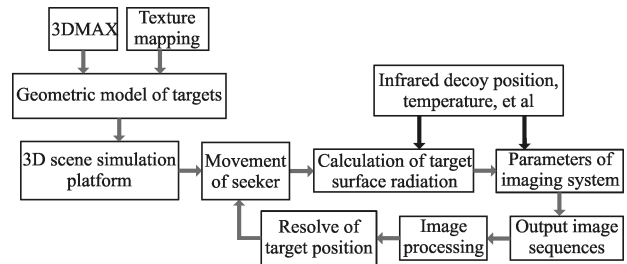 3DMAX
Texture
mapping
Geometric model of targets
Infrared decoy position,
temperature, et al
3D scene simulation
platform
Movement
of seeker
Calculation of target
surface radiation
Parameters of
imaging system
Resolve of
target position
Image
processing
Output image
sequences